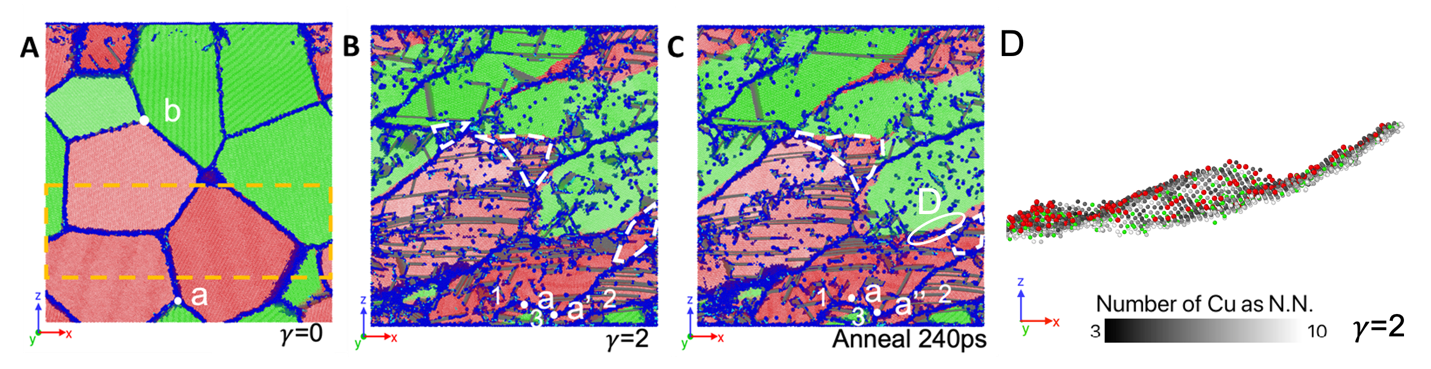 A
b
a
z
y x
γ=0
B
1 a
3 a' 2
z
y x
γ=2
C
D
1 a
3 a'' 2
z
y x
Anneal 240ps
D
z
y x
Number of Cu as N.N.
3 10
γ=2